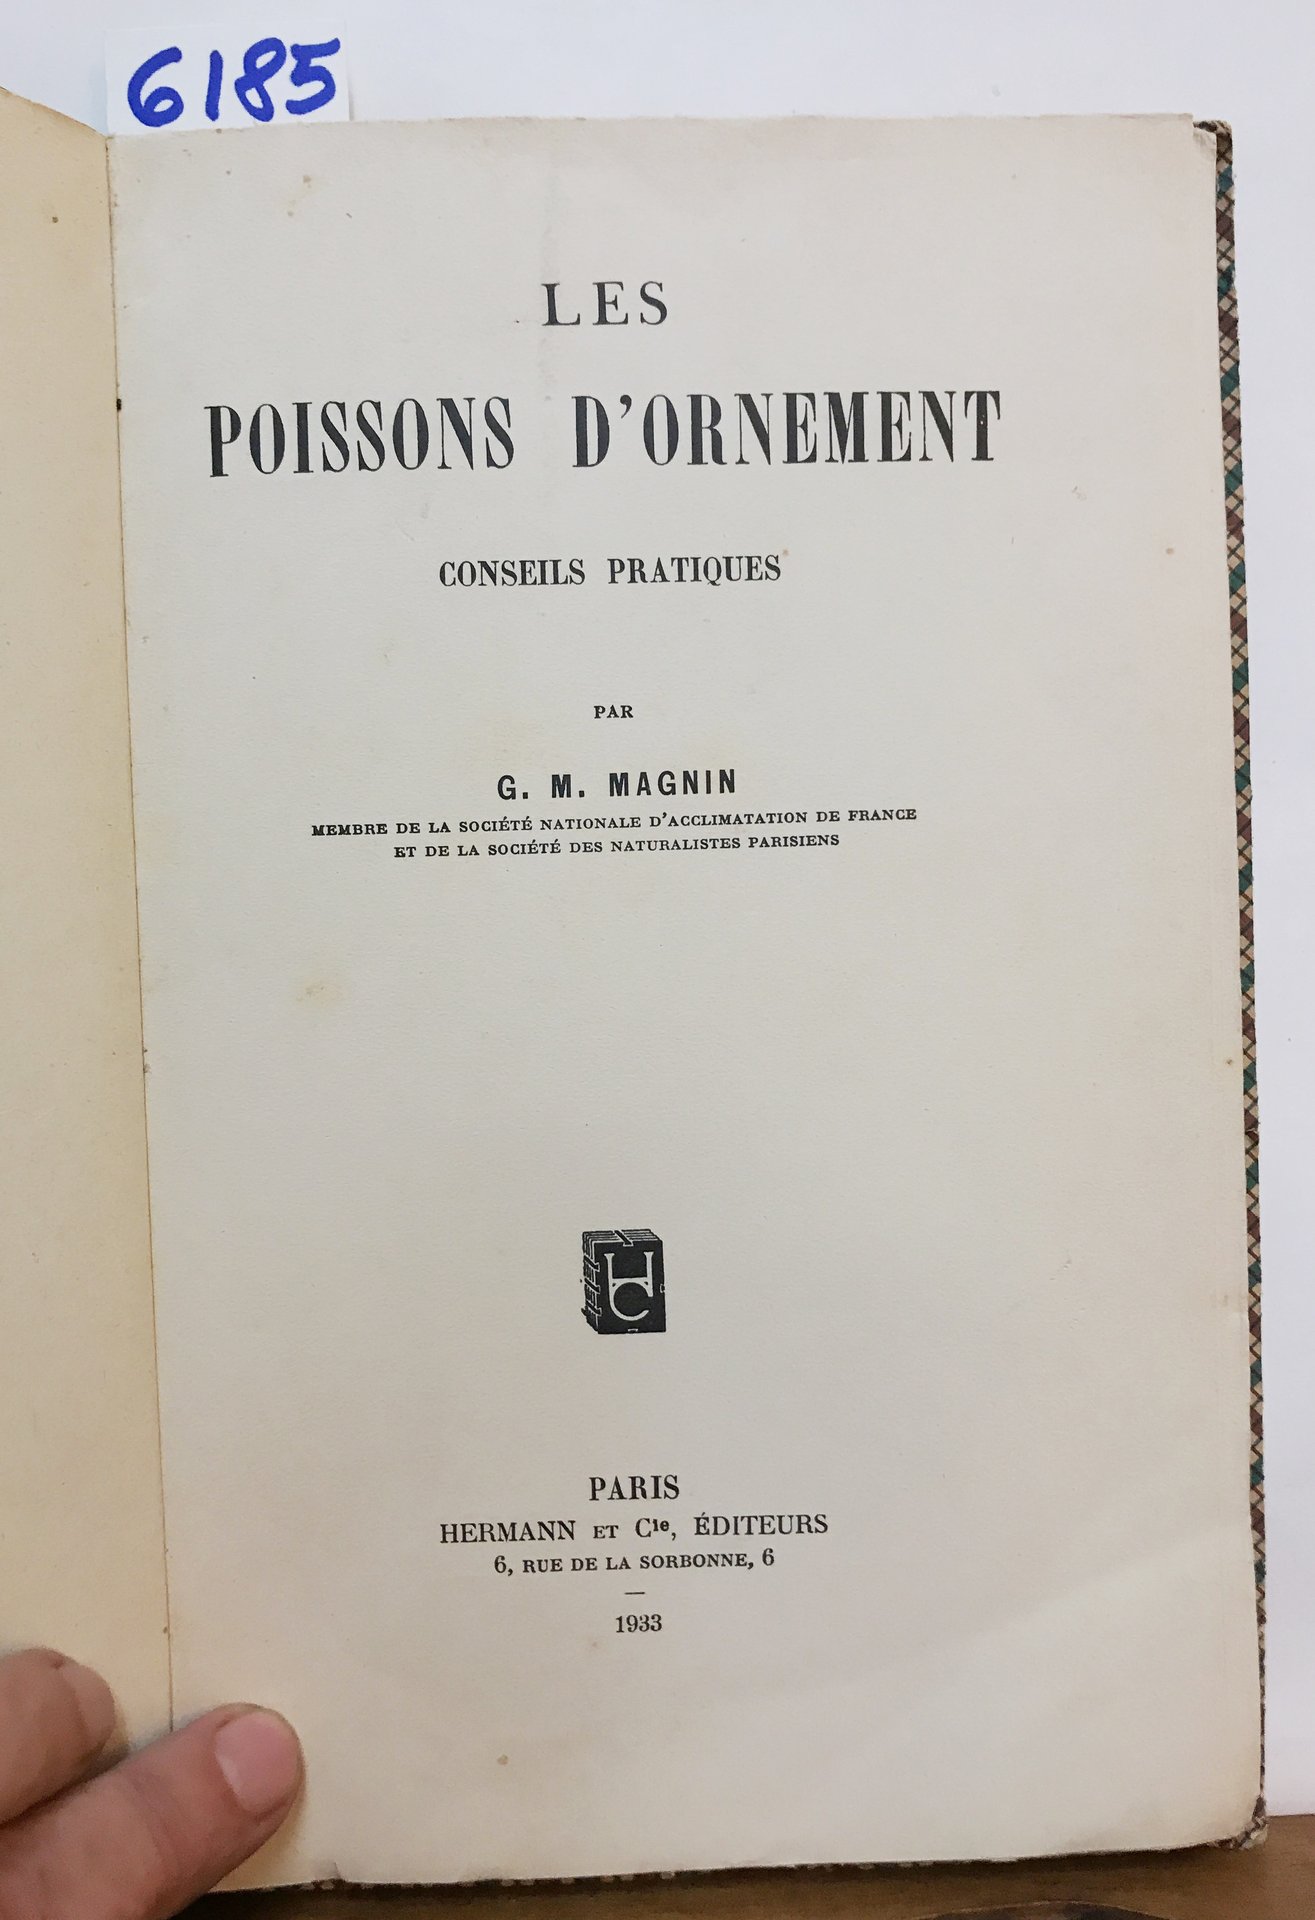 6185
LES
POISSONS D'ORNEMENT
CONSEILS PRATIQUES
PAR
G. M. MAGNIN
MEMBRE DE LA SOCIÉTÉ NATIONALE D'ACCLIMATATION DE FRANCE
ET DE LA SOCIÉTÉ DES NATURALISTES PARISIENS
HC
PARIS
HERMANN ET Cie, ÉDITEURS
6, RUE DE LA SORBONNE, 6
1933